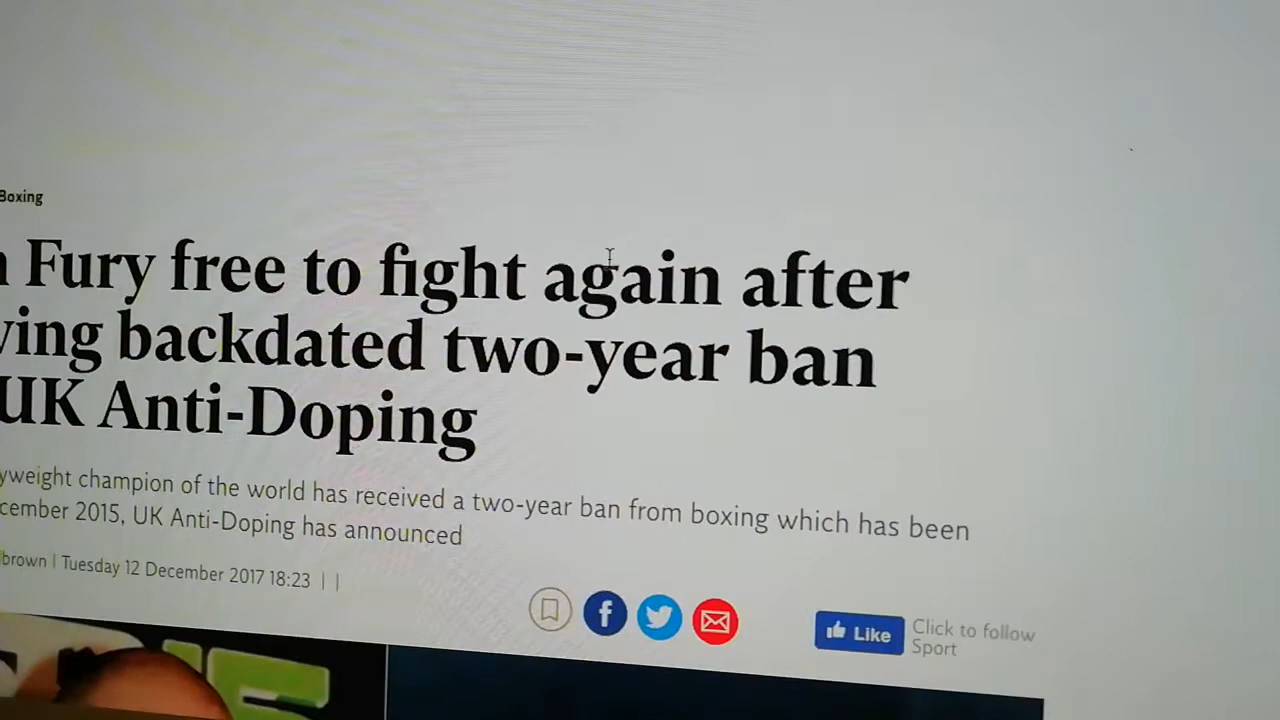 Boxing
n Fury free to fight again after
ving backdated two-year ban
UK Anti-Doping
yweight champion of the world has received a two-year ban from boxing which has been
cember 2015, UK Anti-Doping has announced
brown | Tuesday 12 December 2017 18:23 | |
f
Like
Click to follow
Sport